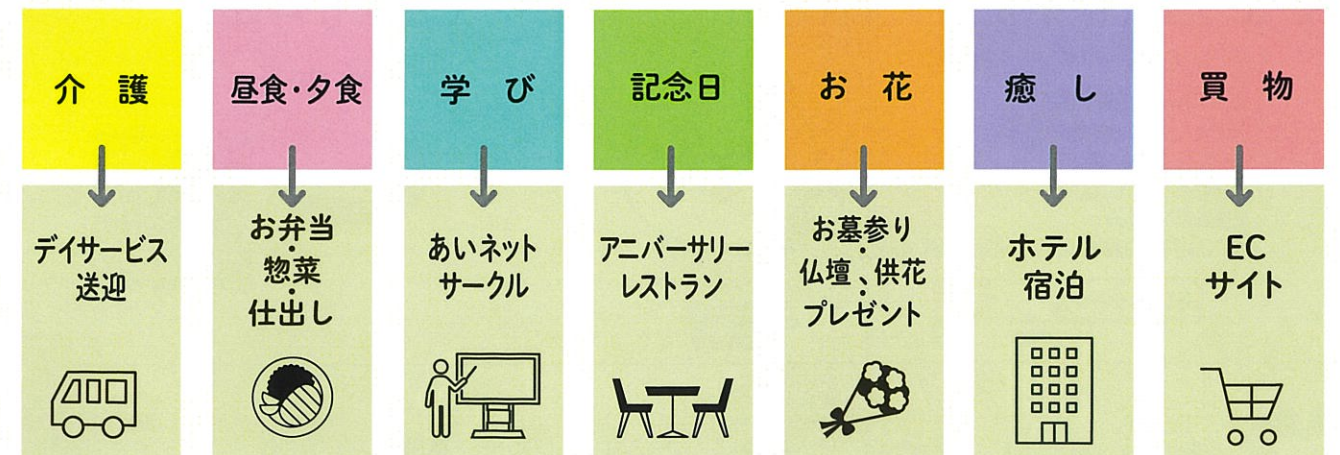 介 護
昼食・夕食
学 び
記念日
お 花
癒 し
買 物
デイサービス
送迎
お弁当
・
惣菜
・
仕出し
あいネット
サークル
アニバーサリー
レストラン
お墓参り
・
仏壇、供花
・
プレゼント
ホテル
宿泊
EC
サイト